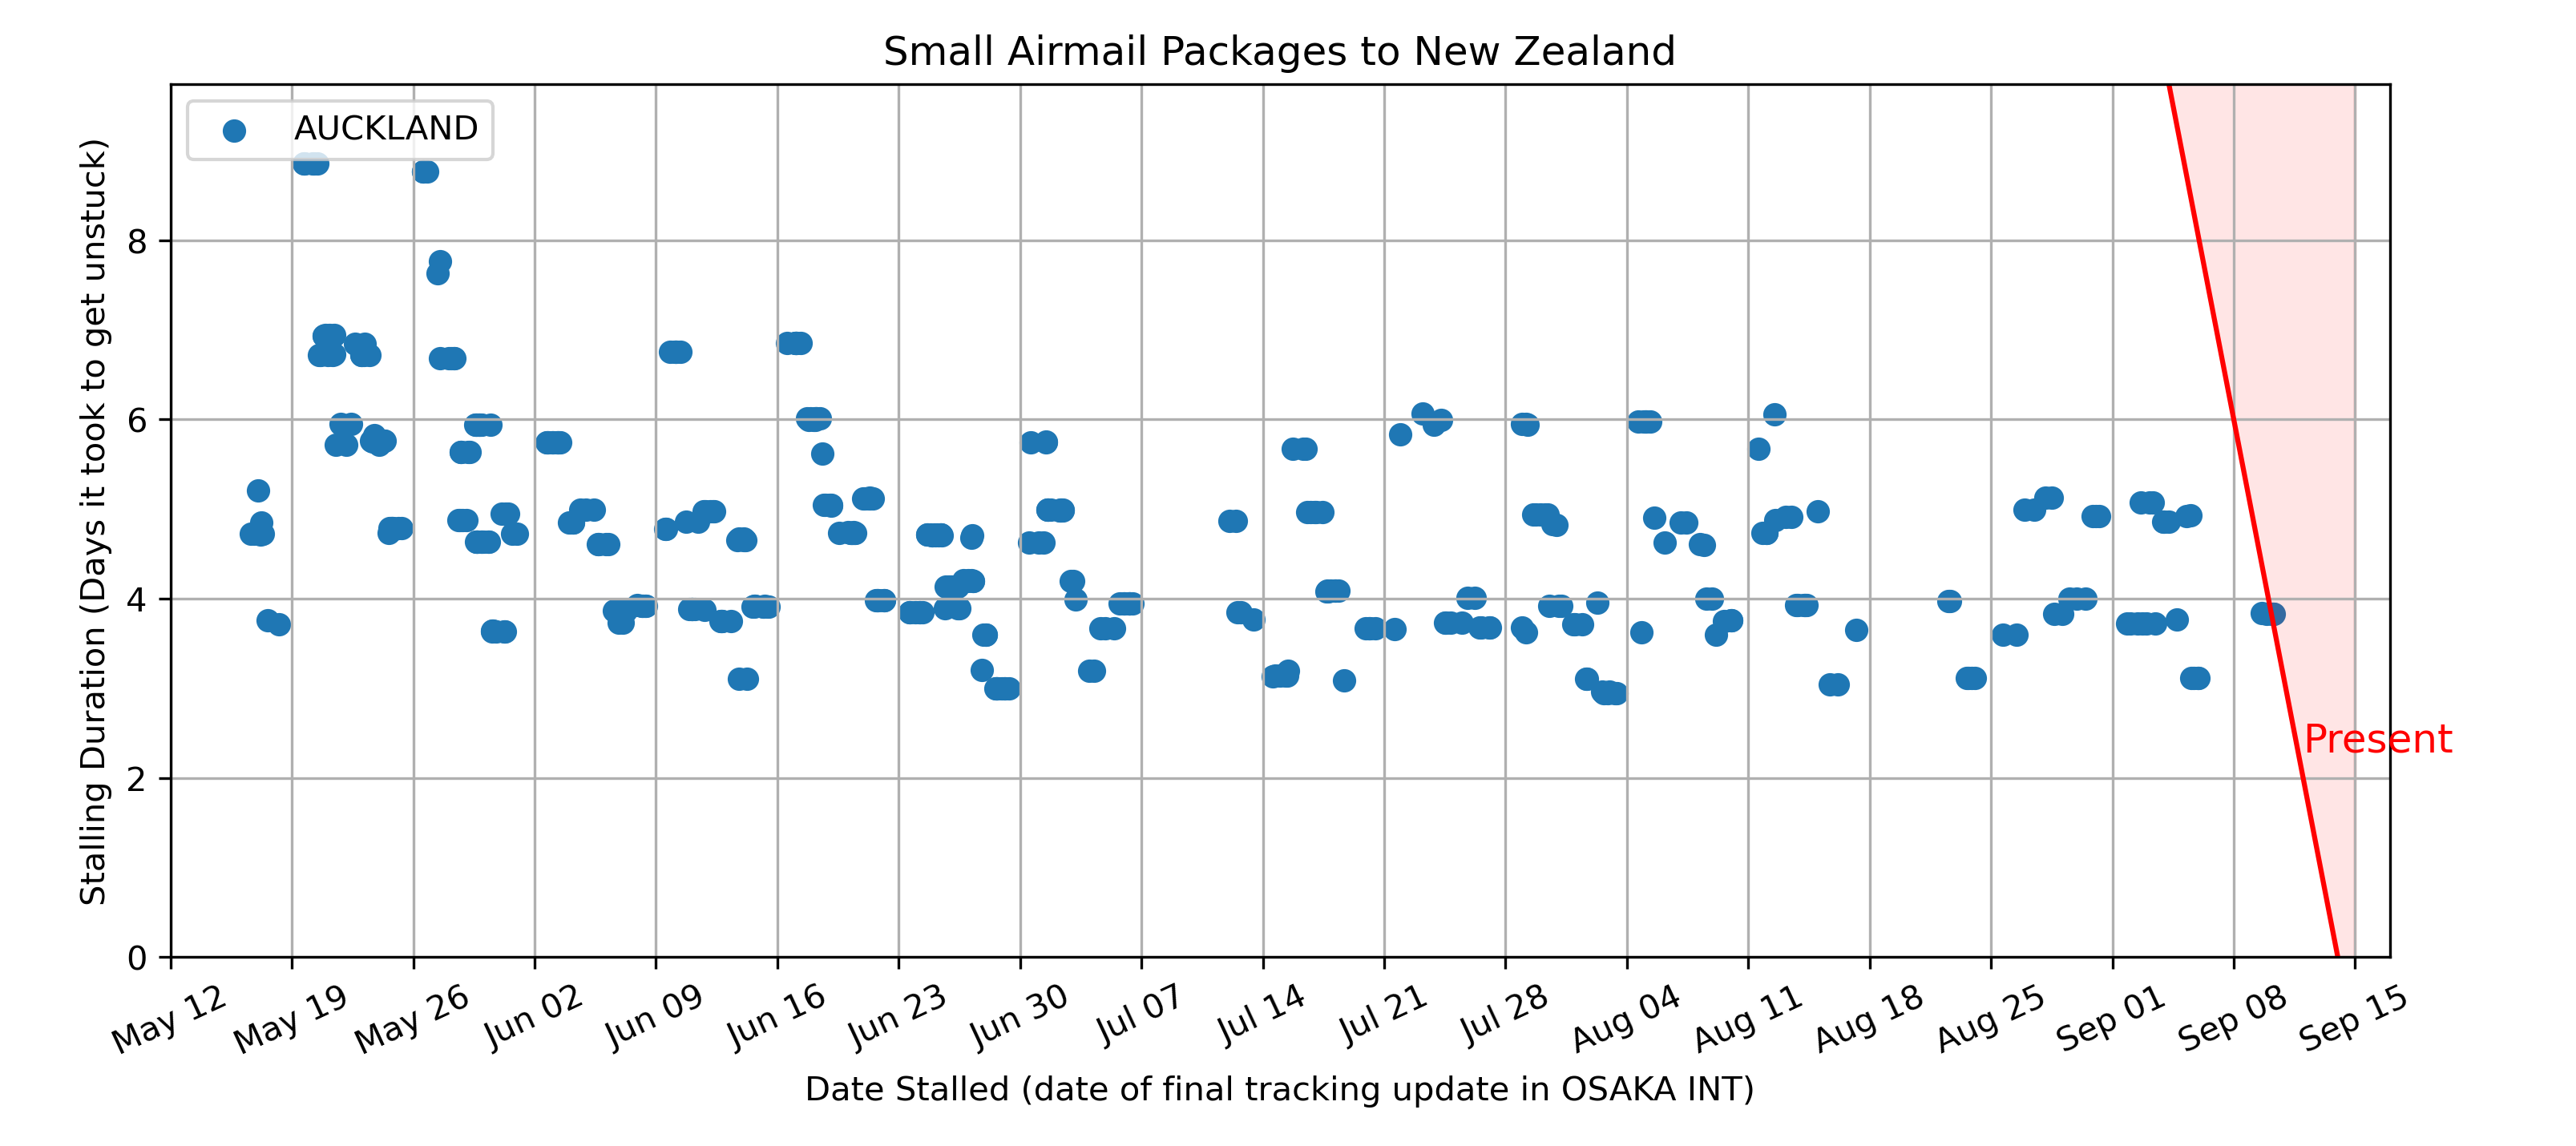 Small Airmail Packages to New Zealand
AUCKLAND
Stalling Duration (Days it took to get unstuck)
8
6
4
2
0
Present
May 12
May 19
May 26
Jun 02
Jun 09
Jun 16
Jun 23
Jun 30
Jul 07
Jul 14
Jul 21
Jul 28
Aug 04
Aug 11
Aug 18
Aug 25
Sep 01
Sep 08
Sep 15
Date Stalled (date of final tracking update in OSAKA INT)